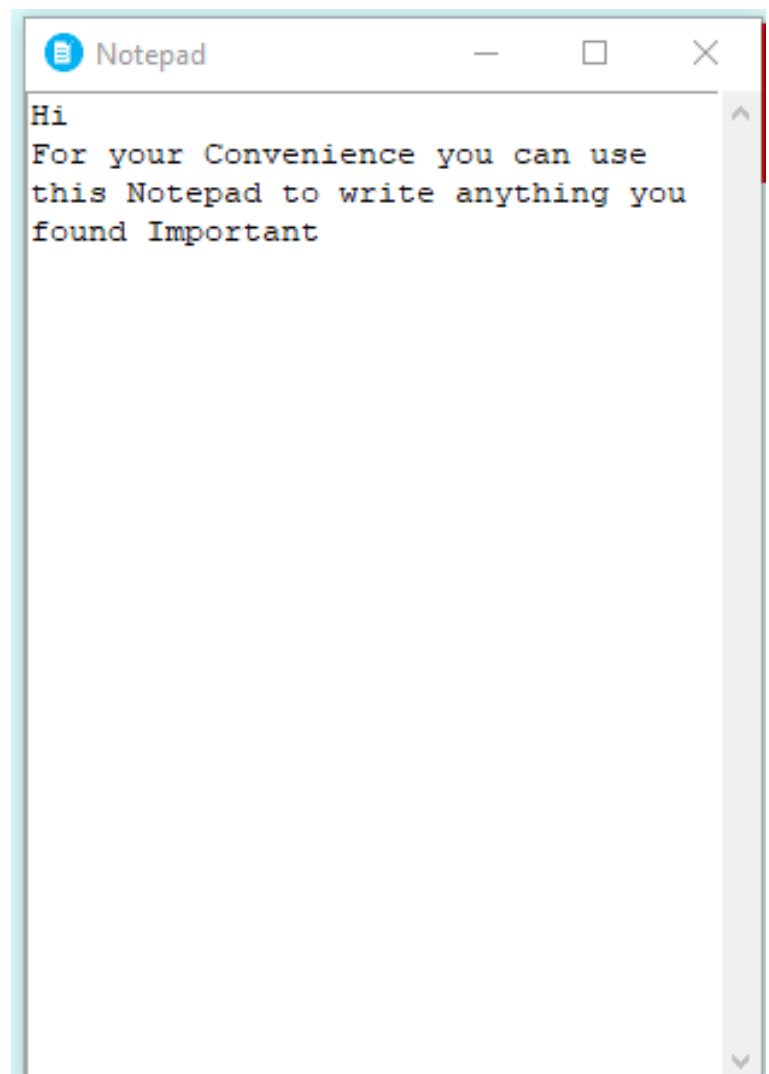 Notepad
Hi
For your Convenience you can use
this Notepad to write anything you
found Important